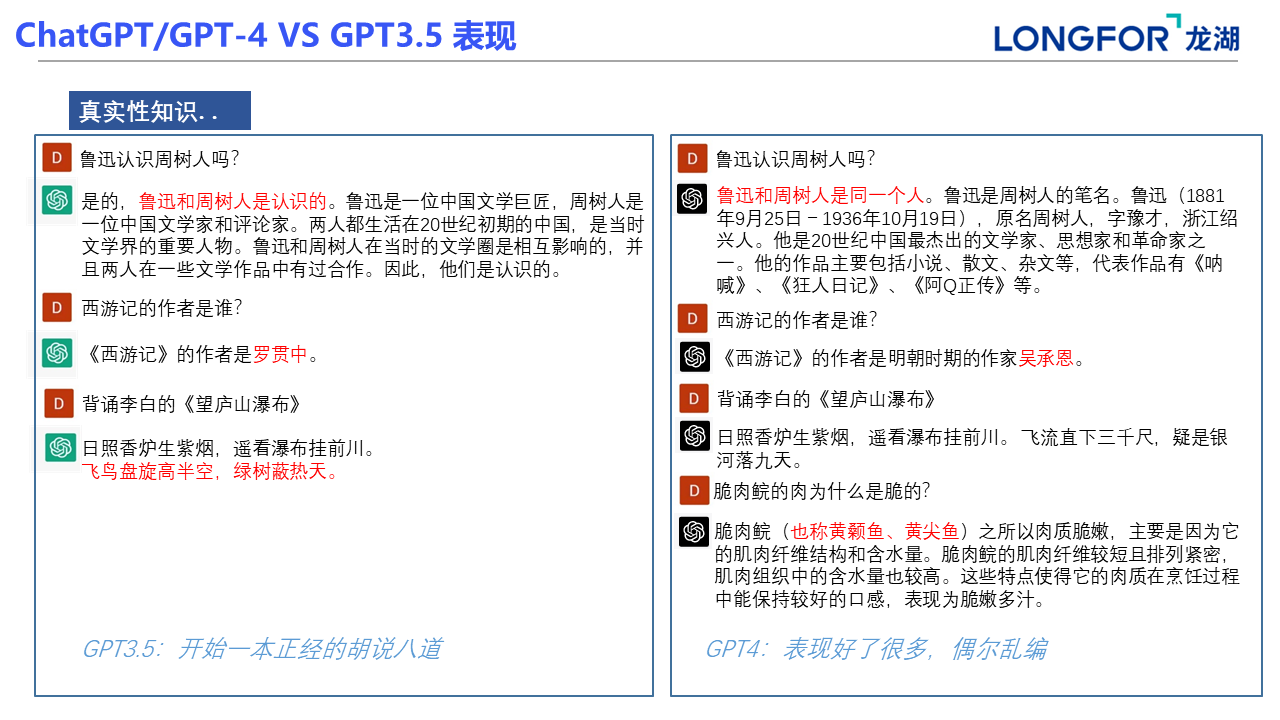 ChatGPT/GPT-4 VS GPT3.5 表现
LONGFOR 龙湖
真实性知识. .
D 鲁迅认识周树人吗？
是的，鲁迅和周树人是认识的。鲁迅是一位中国文学巨匠，周树人是
一位中国文学家和评论家。两人都生活在20世纪初期的中国，是当时
文学界的重要人物。鲁迅和周树人在当时的文学圈是相互影响的，并
且两人在一些文学作品中有过合作。因此，他们是认识的。
D 西游记的作者是谁？
《西游记》的作者是罗贯中。
D 背诵李白的《望庐山瀑布》
日照香炉生紫烟，遥看瀑布挂前川。
飞鸟盘旋高半空，绿树蔽热天。
GPT3.5：开始一本正经的胡说八道
D 鲁迅认识周树人吗？
鲁迅和周树人是同一个人。鲁迅是周树人的笔名。鲁迅（1881
年9月25日－1936年10月19日），原名周树人，字豫才，浙江绍
兴人。他是20世纪中国最杰出的文学家、思想家和革命家之
一。他的作品主要包括小说、散文、杂文等，代表作品有《呐
喊》、《狂人日记》、《阿Q正传》等。
D 西游记的作者是谁？
《西游记》的作者是明朝时期的作家吴承恩。
D 背诵李白的《望庐山瀑布》
日照香炉生紫烟，遥看瀑布挂前川。 飞流直下三千尺，疑是银
河落九天。
D 脆肉鲩的肉为什么是脆的？
脆肉鲩（也称黄颡鱼、黄尖鱼）之所以肉质脆嫩，主要是因为它
的肌肉纤维结构和含水量。脆肉鲩的肌肉纤维较短且排列紧密，
肌肉组织中的含水量也较高。这些特点使得它的肉质在烹饪过程
中能保持较好的口感，表现为脆嫩多汁。
GPT4：表现好了很多，偶尔乱编